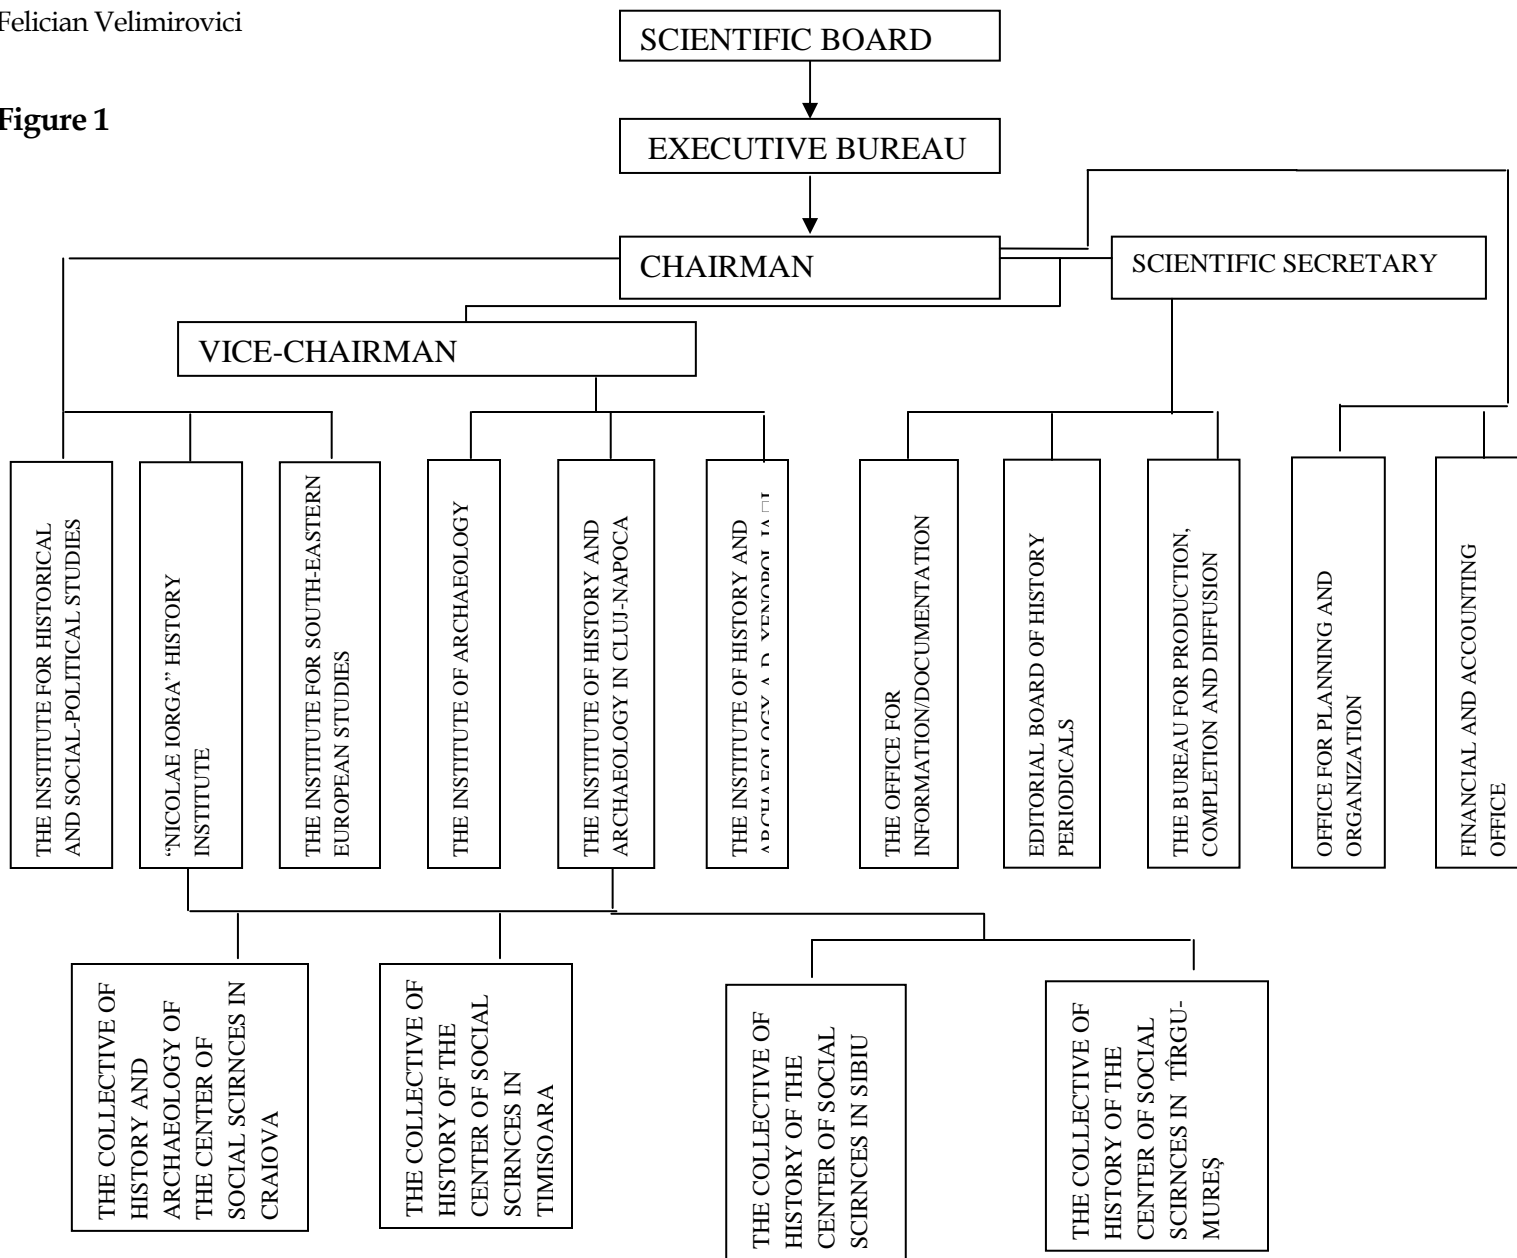 Felician Velimirovici
Figure 1
SCIENTIFIC BOARD
EXECUTIVE BUREAU
CHAIRMAN
SCIENTIFIC SECRETARY
VICE-CHAIRMAN
THE INSTITUTE FOR HISTORICAL
AND SOCIAL-POLITICAL STUDIES
“NICOLAE IORGA” HISTORY
INSTITUTE
THE INSTITUTE FOR SOUTH-EASTERN
EUROPEAN STUDIES
THE INSTITUTE OF ARCHAEOLOGY
THE INSTITUTE OF HISTORY AND
ARCHAEOLOGY IN CLUJ-NAPOCA
THE INSTITUTE OF HISTORY AND
ARCHAEOLOGY A.D. XENOPOL
THE OFFICE FOR
INFORMATION/DOCUMENTATION
EDITORIAL BOARD OF HISTORY
PERIODICALS
THE BUREAU FOR PRODUCTION,
COMPLETION AND DIFFUSION
OFFICE FOR PLANNING AND
ORGANIZATION
FINANCIAL AND ACCOUNTING
OFFICE
THE COLLECTIVE OF
HISTORY AND
ARCHAEOLOGY OF
THE CENTER OF
SOCIAL SCIRNCES IN
CRAIOVA
THE COLLECTIVE OF
HISTORY OF THE
CENTER OF SOCIAL
SCIRNCES IN
TIMISOARA
THE COLLECTIVE OF
HISTORY OF THE
CENTER OF SOCIAL
SCIRNCES IN SIBIU
THE COLLECTIVE OF
HISTORY OF THE
CENTER OF SOCIAL
SCIRNCES IN TÎRGU-
MUREŞ